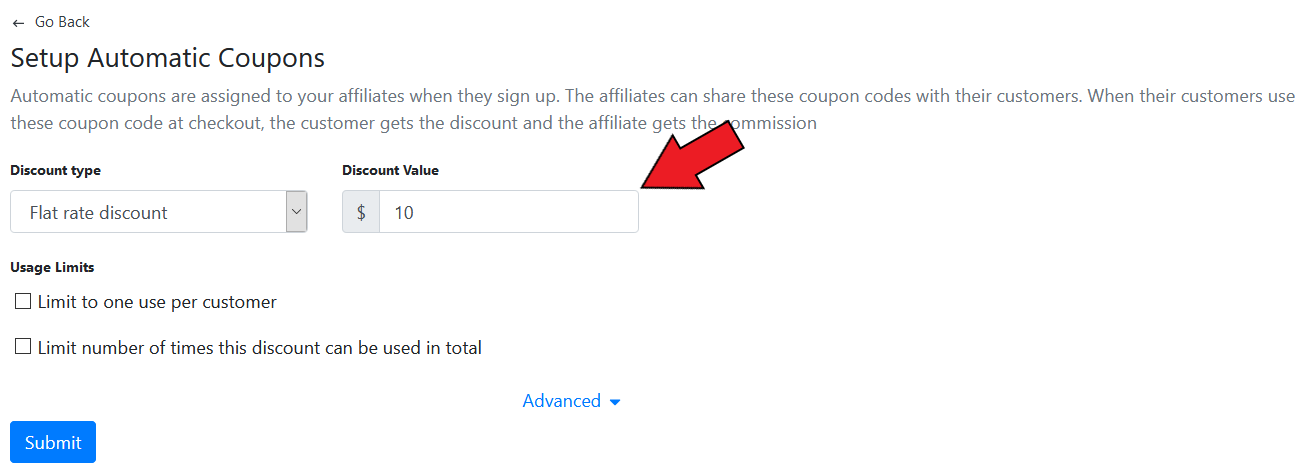 ← Go Back
Setup Automatic Coupons
Automatic coupons are assigned to your affiliates when they sign up. The affiliates can share these coupon codes with their customers. When their customers use
these coupon code at checkout, the customer gets the discount and the affiliate gets the commission
Discount type
Discount Value
Flat rate discount
$ 10
Usage Limits
Limit to one use per customer
Limit number of times this discount can be used in total
Advanced
Submit